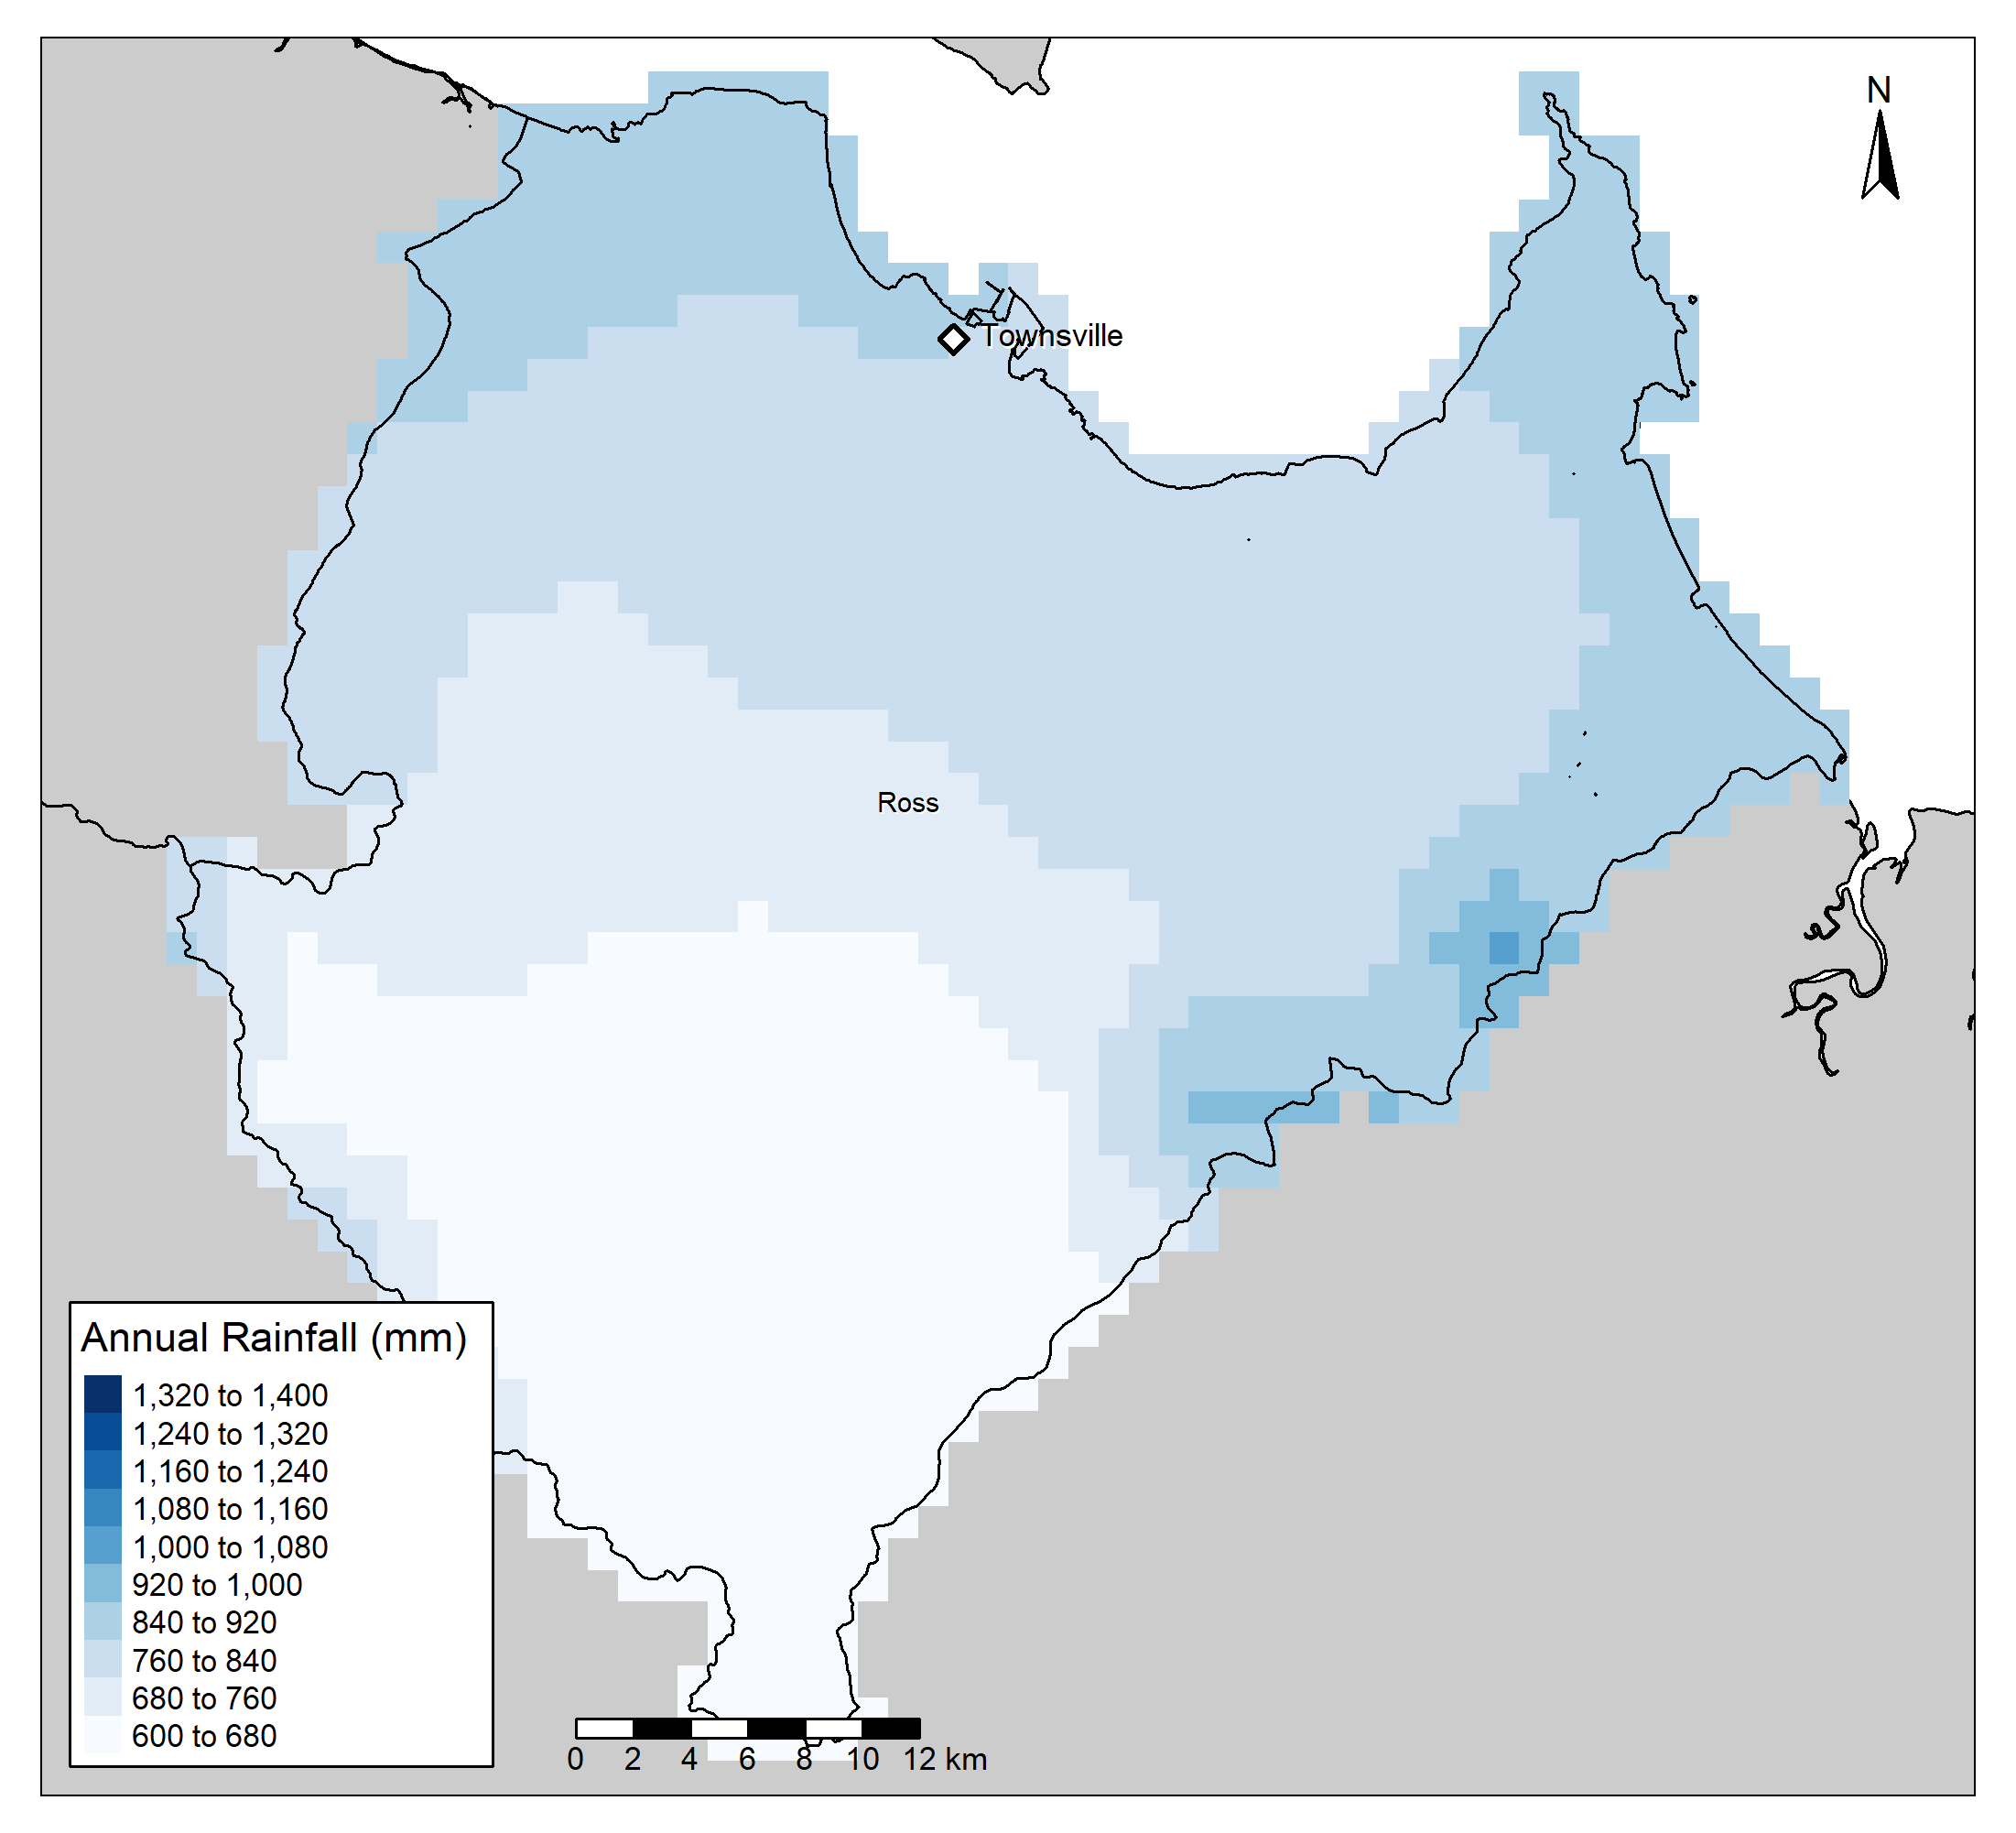 N
Townsville
Ross
Annual Rainfall (mm)
1,320 to 1,400
1,240 to 1,320
1,160 to 1,240
1,080 to 1,160
1,000 to 1,080
920 to 1,000
840 to 920
760 to 840
680 to 760
600 to 680
0 2 4 6 8 10 12 km